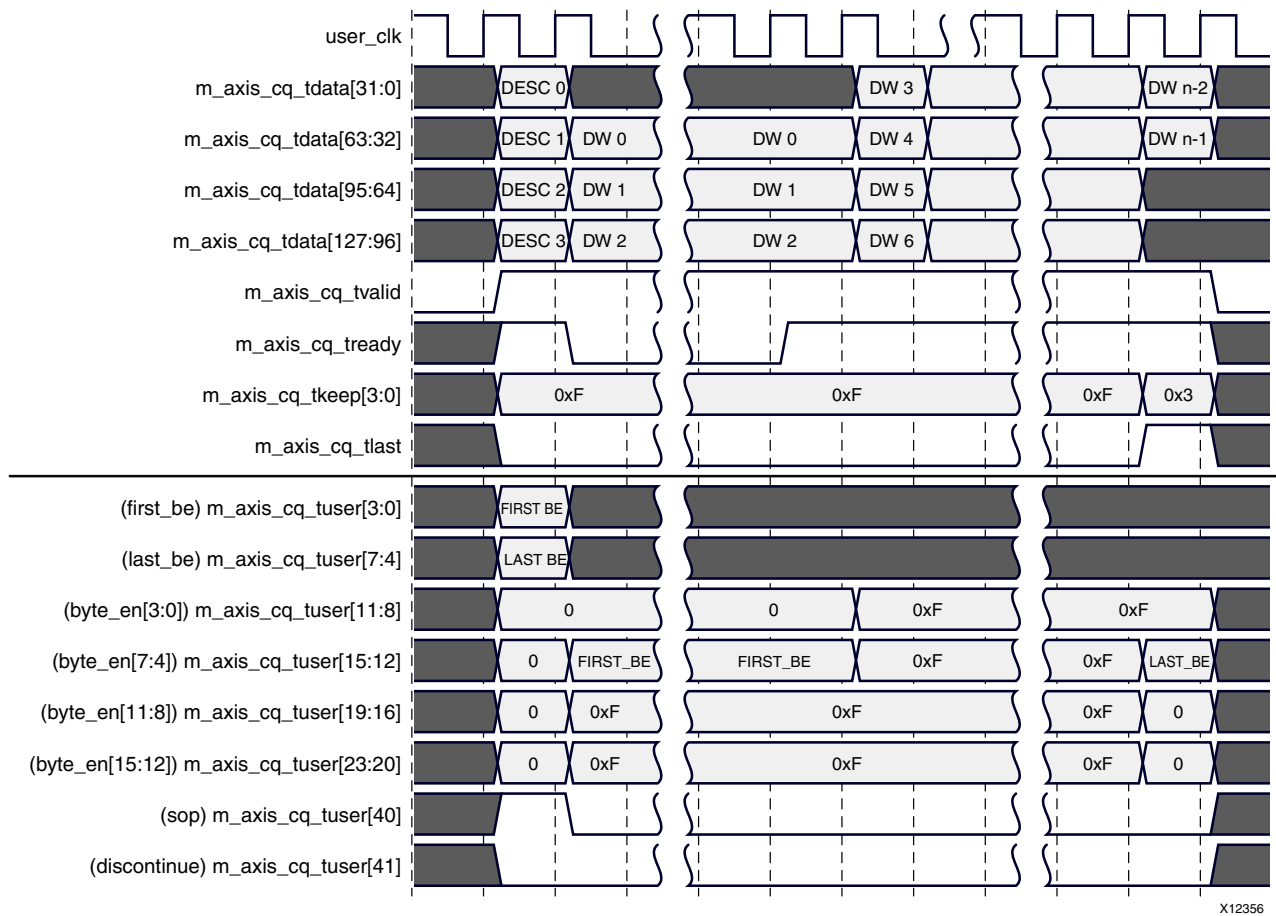 user_clk
m_axis_cq_tdata[31:0] DESC 0 DW 3 DW n-2
m_axis_cq_tdata[63:32] DESC 1 DW 0 DW 0 DW 4 DW n-1
m_axis_cq_tdata[95:64] DESC 2 DW 1 DW 1 DW 5
m_axis_cq_tdata[127:96] DESC 3 DW 2 DW 2 DW 6
m_axis_cq_tvalid
m_axis_cq_tready
m_axis_cq_tkeep[3:0] 0xF 0xF 0xF 0x3
m_axis_cq_tlast
(first_be) m_axis_cq_tuser[3:0] FIRST BE
(last_be) m_axis_cq_tuser[7:4] LAST BE
(byte_en[3:0]) m_axis_cq_tuser[11:8] 0 0 0xF 0xF
(byte_en[7:4]) m_axis_cq_tuser[15:12] 0 FIRST_BE FIRST_BE 0xF 0xF LAST_BE
(byte_en[11:8]) m_axis_cq_tuser[19:16] 0 0xF 0xF 0xF 0
(byte_en[15:12]) m_axis_cq_tuser[23:20] 0 0xF 0xF 0xF 0
(sop) m_axis_cq_tuser[40]
(discontinue) m_axis_cq_tuser[41]
X12356